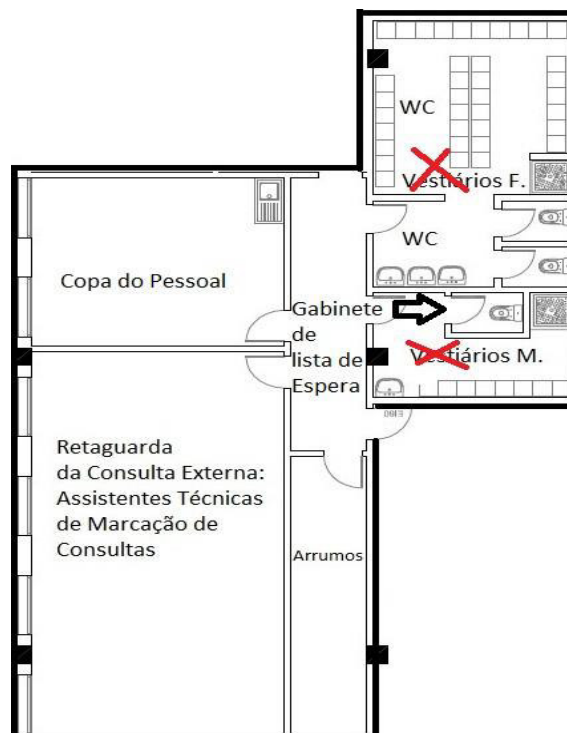 WC
Vestiários F.
WC
Copa do Pessoal
Gabinete
de
lista de
Espera
Vestiários M.
Retaguarda
da Consulta Externa:
Assistentes Técnicas
de Marcação de
Consultas
Arrumos